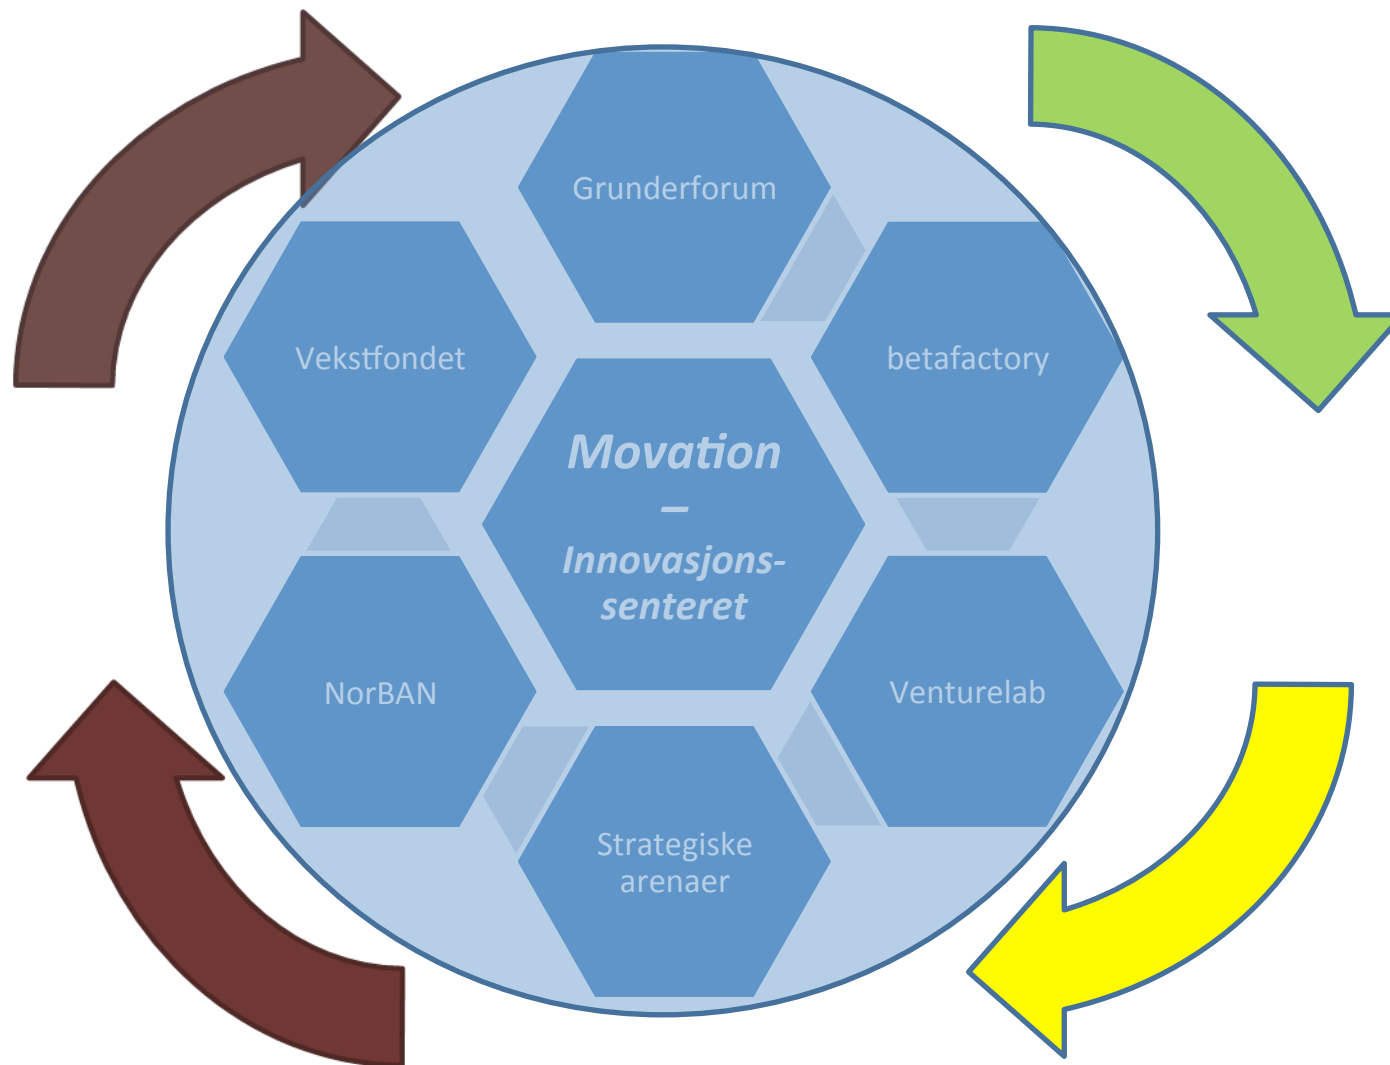 Grunderforum
Vekstfondet
betafactory
Movation
–
Innovasjons-
senteret
NorBAN
Venturelab
Strategiske
arenaer